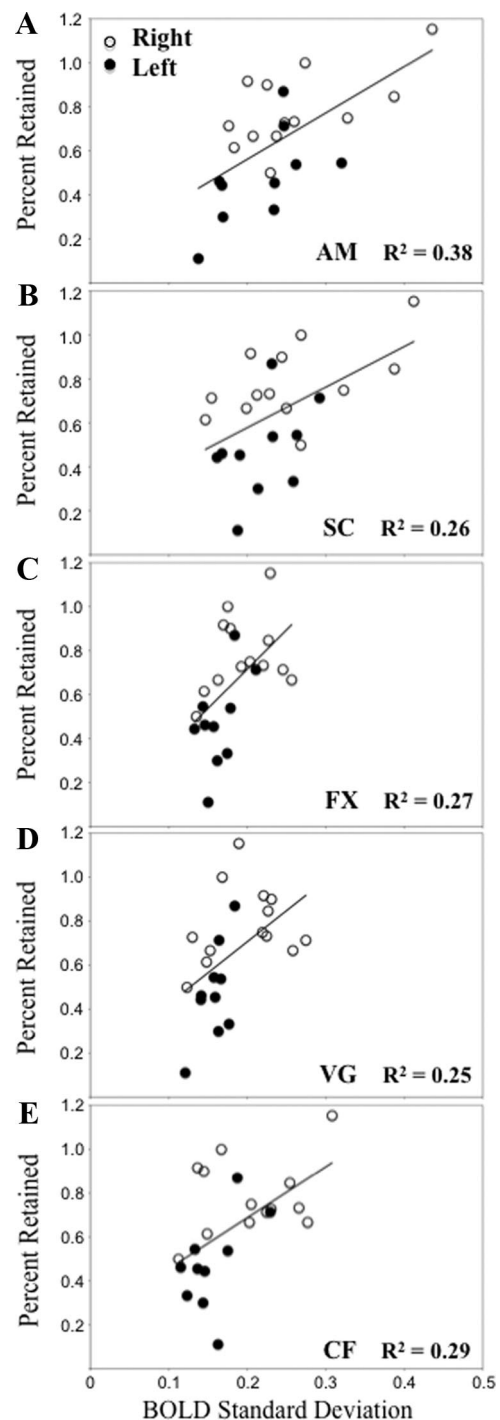 A
1.2
Right
Left
1.0
0.8
0.6
0.4
0.2
Percent Retained
AM R² = 0.38
B
1.2
1.0
0.8
0.6
0.4
0.2
Percent Retained
SC R² = 0.26
C
1.2
1.0
0.8
0.6
0.4
0.2
Percent Retained
FX R² = 0.27
D
1.2
1.0
0.8
0.6
0.4
0.2
Percent Retained
VG R² = 0.25
E
1.2
1.0
0.8
0.6
0.4
0.2
Percent Retained
CF R² = 0.29
0 0.1 0.2 0.3 0.4 0.5
BOLD Standard Deviation